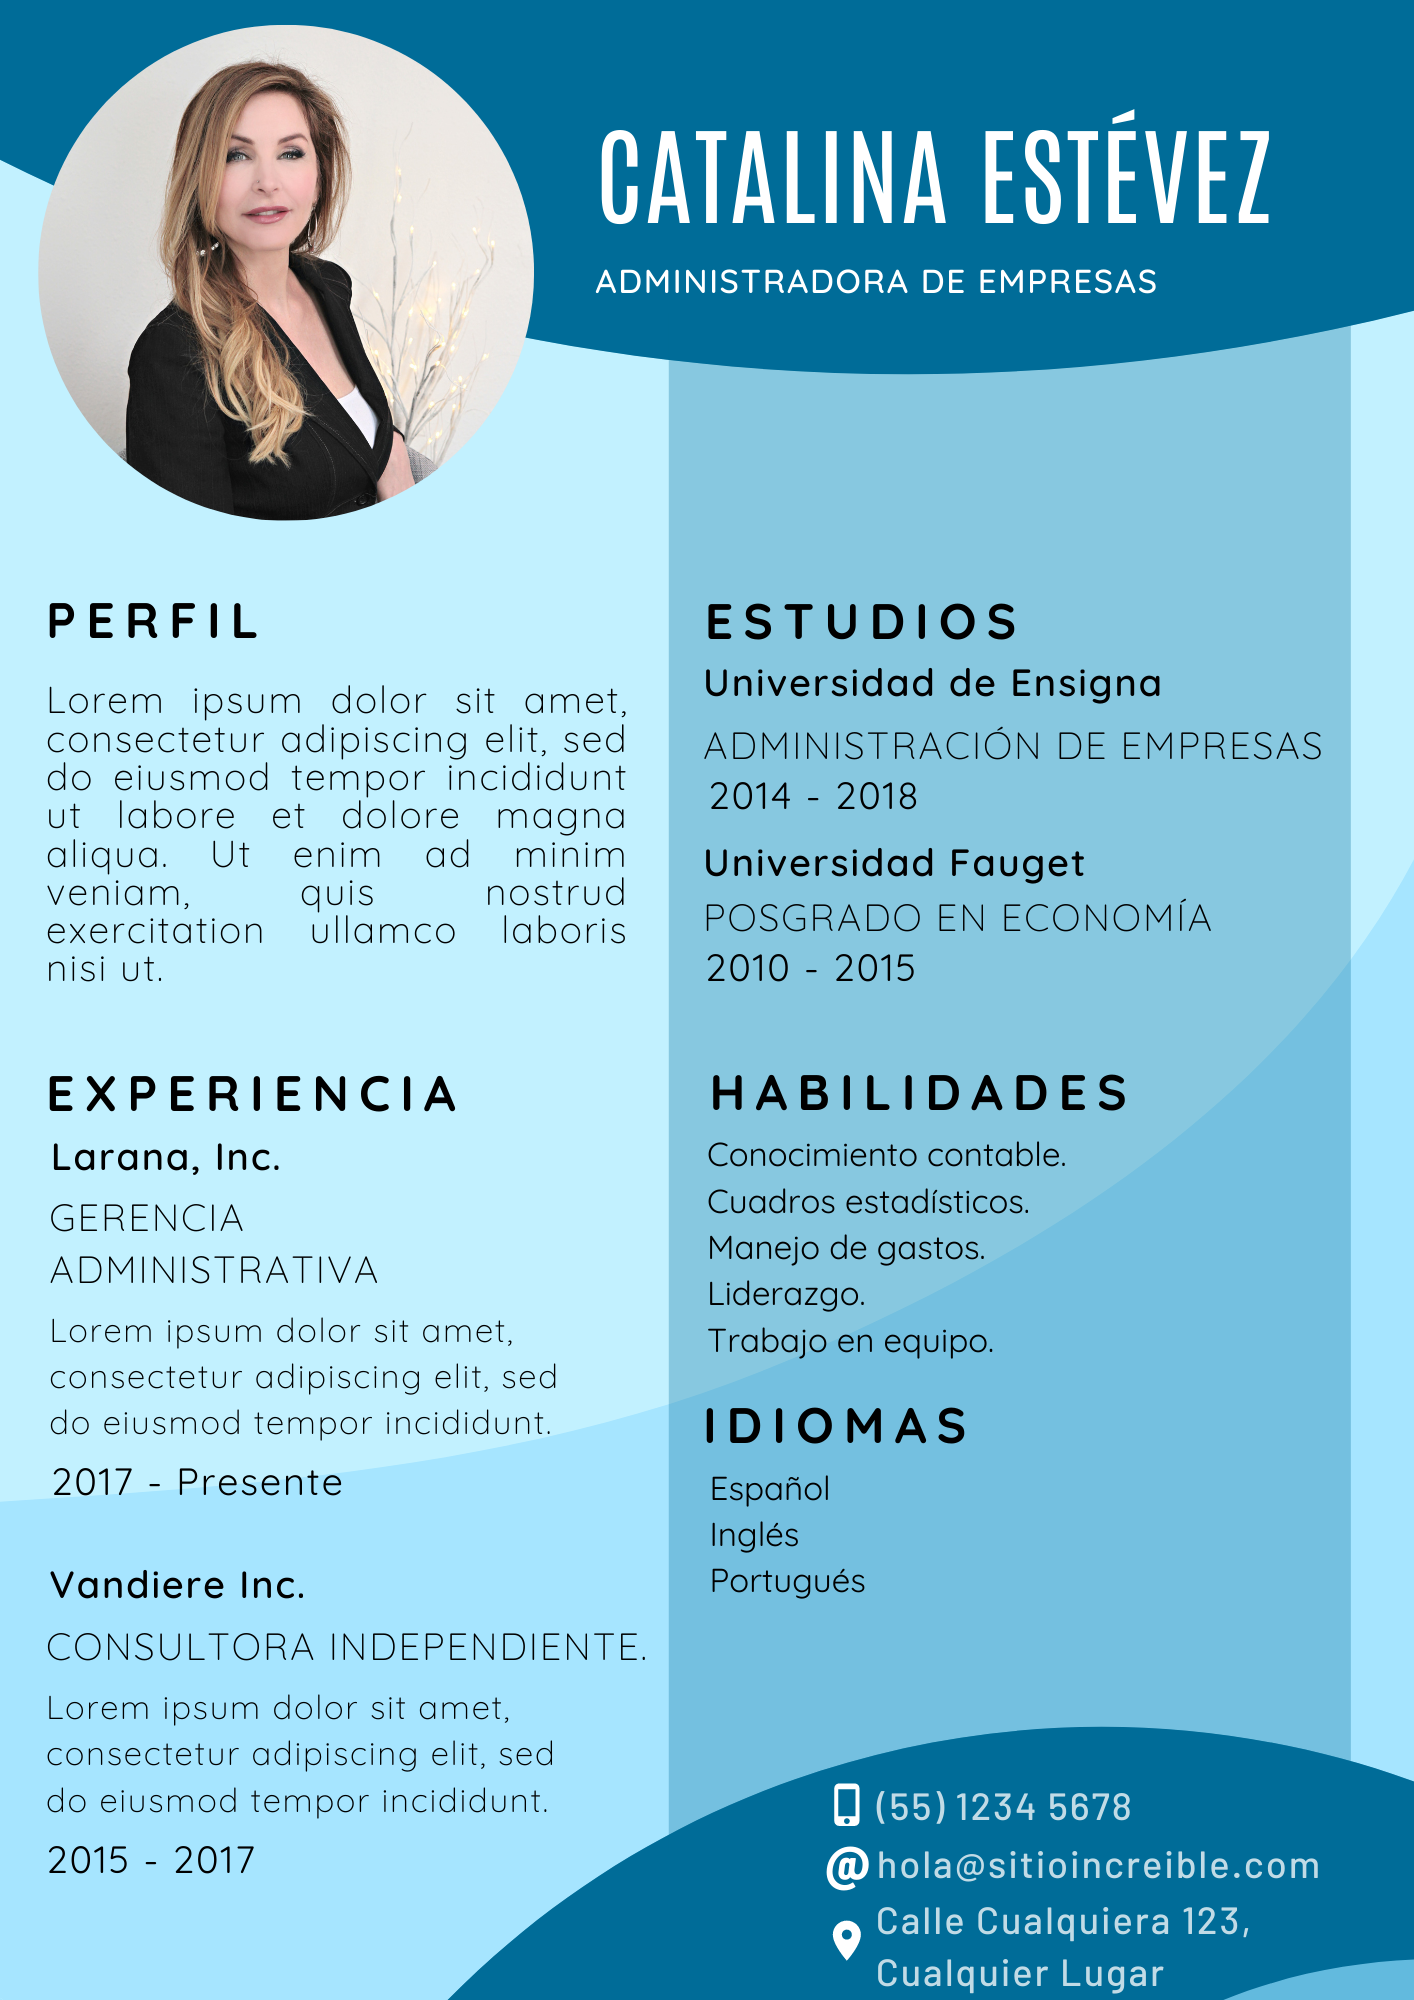 CATALINA ESTÉVEZ
ADMINISTRADORA DE EMPRESAS
PERFIL
Lorem ipsum dolor sit amet,
consectetur adipiscing elit, sed
do eiusmod tempor incididunt
ut labore et dolore magna
aliqua. Ut enim ad minim
veniam, quis nostrud
exercitation ullamco laboris
nisi ut.
EXPERIENCIA
Larana, Inc.
GERENCIA
ADMINISTRATIVA
Lorem ipsum dolor sit amet,
consectetur adipiscing elit, sed
do eiusmod tempor incididunt.
2017 - Presente
Vandiere Inc.
CONSULTORA INDEPENDIENTE.
Lorem ipsum dolor sit amet,
consectetur adipiscing elit, sed
do eiusmod tempor incididunt.
2015 - 2017
ESTUDIOS
Universidad de Ensigna
ADMINISTRACIÓN DE EMPRESAS
2014 - 2018
Universidad Fauget
POSGRADO EN ECONOMÍA
2010 - 2015
HABILIDADES
Conocimiento contable.
Cuadros estadísticos.
Manejo de gastos.
Liderazgo.
Trabajo en equipo.
IDIOMAS
Español
Inglés
Portugués
(55) 1234 5678
@ hola@sitioincreible.com
Calle Cualquiera 123,
Cualquier Lugar